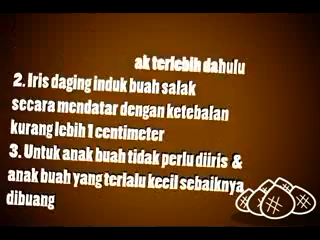 ak terlebih dahulu
2. Iris daging induk buah salak
secara mendatar dengan ketebalan
kurang lebih 1 centimeter
3. Untuk anak buah tidak perlu diiris &
anak buah yang terlalu kecil sebaiknya
dibuang